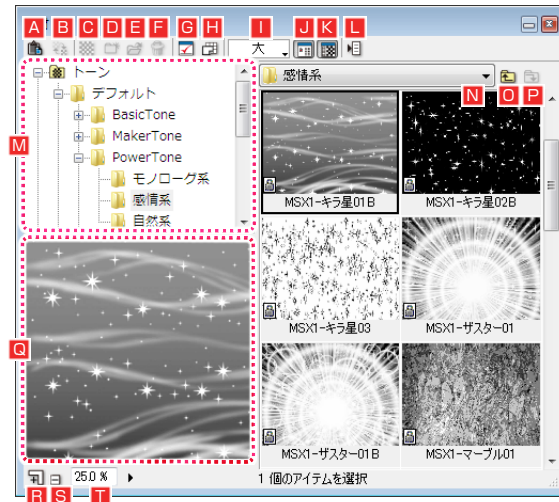 A B C D E F G H I J K L
大
トーン
デフォルト
BasicTone
MakerTone
PowerTone
モノローグ系
感情系
自然系
M
感情系
N O P
MSX1-キラ星01B
MSX1-キラ星02B
MSX1-キラ星03
MSX1-ザスター01
MSX1-ザスター01B
MSX1-マーブル01
Q
25.0 %
1 個のアイテムを選択
R S T